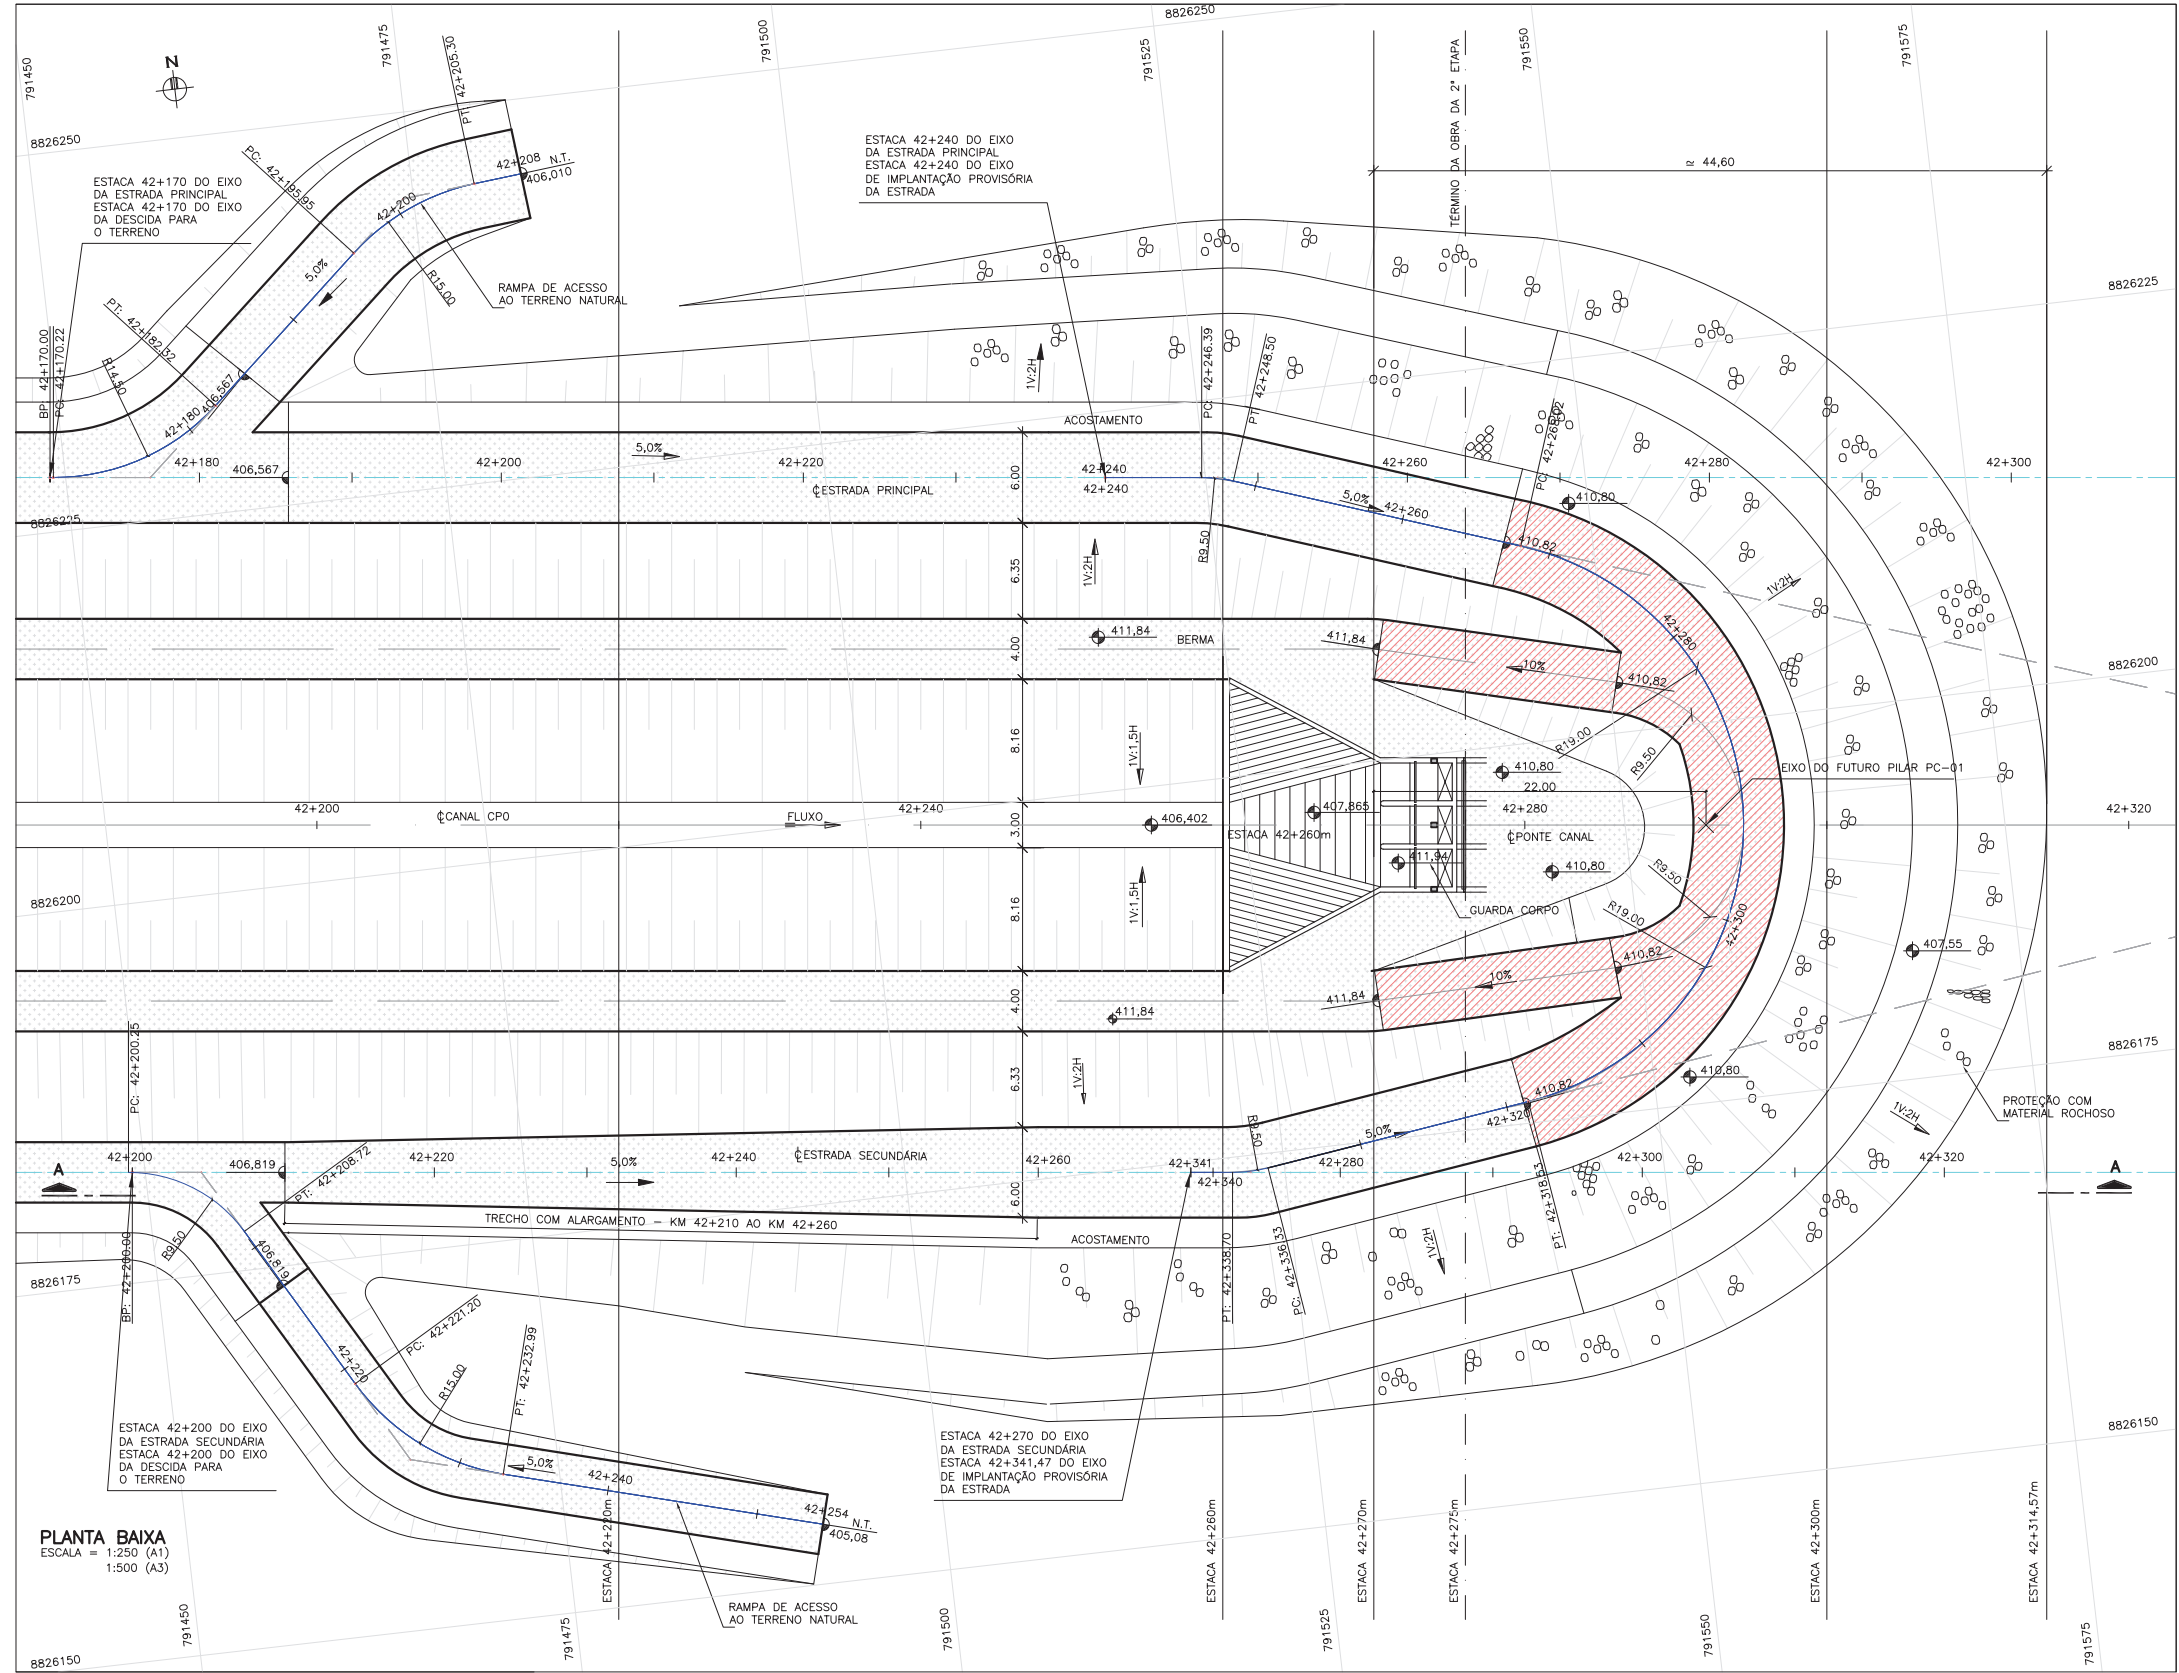 8826250
791450
791475
791500
791525
791550
791575
N
8826250
PT: 42+205.30
PC: 42+195,95
42+208 N.T.
406,010
42+200
R15.00
5,0%
RAMPA DE ACESSO
AO TERRENO NATURAL
ESTACA 42+170 DO EIXO
DA ESTRADA PRINCIPAL
ESTACA 42+170 DO EIXO
DA DESCIDA PARA
O TERRENO
ESTACA 42+240 DO EIXO
DA ESTRADA PRINCIPAL
ESTACA 42+240 DO EIXO
DE IMPLANTAÇÃO PROVISÓRIA
DA ESTRADA
TÉRMINO DA OBRA DA 2ª ETAPA
≃ 44,60
8826225
BP: 42+170.00
PC: 42+170.22
PT: 42+182.32
R14.50
406,567
42+180
1V:2H
PC: 42+246.39
PT: 42+248.50
PC: 42+268.02
ACOSTAMENTO
42+180
406,567
42+200
5,0%
42+220
℄ESTRADA PRINCIPAL
42+240
42+240
6.00
42+260
42+280
42+300
5,0%
42+260
410,80
410,82
8826225
R9.50
1V:2H
6.35
1V:2H
411,84
BERMA
411,84
4.00
10%
410,82
42+280
8826200
8.16
1V:1,5H
R19.00
R9.50
410,80
22.00
EIXO DO FUTURO PILAR PC-01
42+200
℄CANAL CPO
FLUXO
42+240
3.00
406,402
407,865
ESTACA 42+260m
42+280
℄PONTE CANAL
42+320
411,94
410,80
R9.50
8.16
1V:1,5H
GUARDA CORPO
R19.00
42+300
8826200
407,55
410,82
10%
411,84
4.00
411,84
PC: 42+200.25
6.33
1V:2H
410,80
410,82
8826175
PROTEÇÃO COM
MATERIAL ROCHOSO
1V:2H
R9.50
5,0%
42+320
A
42+200
406,819
PT: 42+208.72
42+220
5,0%
42+240
℄ESTRADA SECUNDÁRIA
42+260
42+341
42+340
42+280
42+300
42+320
A
6.00
TRECHO COM ALARGAMENTO – KM 42+210 AO KM 42+260
ACOSTAMENTO
R9.50
406,819
BP: 42+200.00
PT: 42+338.70
PC: 42+336.33
PT: 42+318.63
1V:2H
8826175
PC: 42+221.20
42+220
R15.00
PT: 42+232.99
8826150
ESTACA 42+200 DO EIXO
DA ESTRADA SECUNDÁRIA
ESTACA 42+200 DO EIXO
DA DESCIDA PARA
O TERRENO
5,0%
42+240
42+254 N.T.
405,08
ESTACA 42+270 DO EIXO
DA ESTRADA SECUNDÁRIA
ESTACA 42+341,47 DO EIXO
DE IMPLANTAÇÃO PROVISÓRIA
DA ESTRADA
PLANTA BAIXA
ESCALA = 1:250 (A1)
1:500 (A3)
ESTACA 42+220m
ESTACA 42+260m
ESTACA 42+270m
ESTACA 42+275m
ESTACA 42+300m
ESTACA 42+314,57m
RAMPA DE ACESSO
AO TERRENO NATURAL
791450
791475
791500
791525
791550
791575
8826150